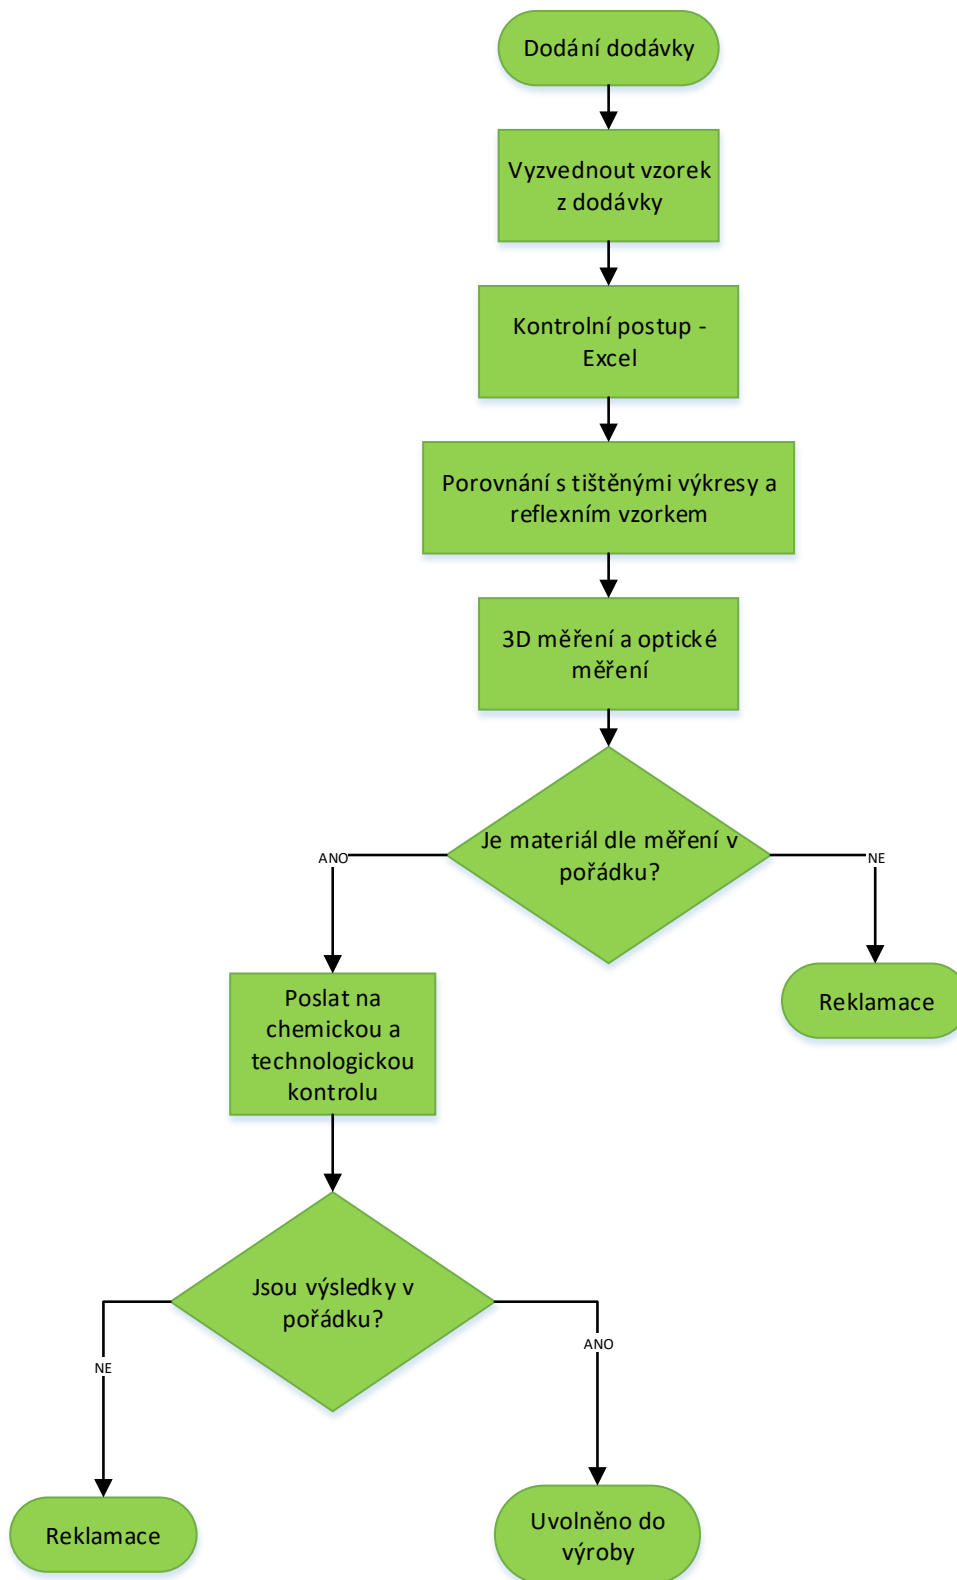 Dodání dodávky
Vyzvednout vzorek
z dodávky
Kontrolní postup -
Excel
Porovnání s tištěnými výkresy a
reflexním vzorkem
3D měření a optické
měření
Je materiál dle měření v
pořádku?
ANO
NE
Reklamace
Poslat na
chemickou a
technologickou
kontrolu
Jsou výsledky v
pořádku?
NE
ANO
Reklamace
Uvolněno do
výroby